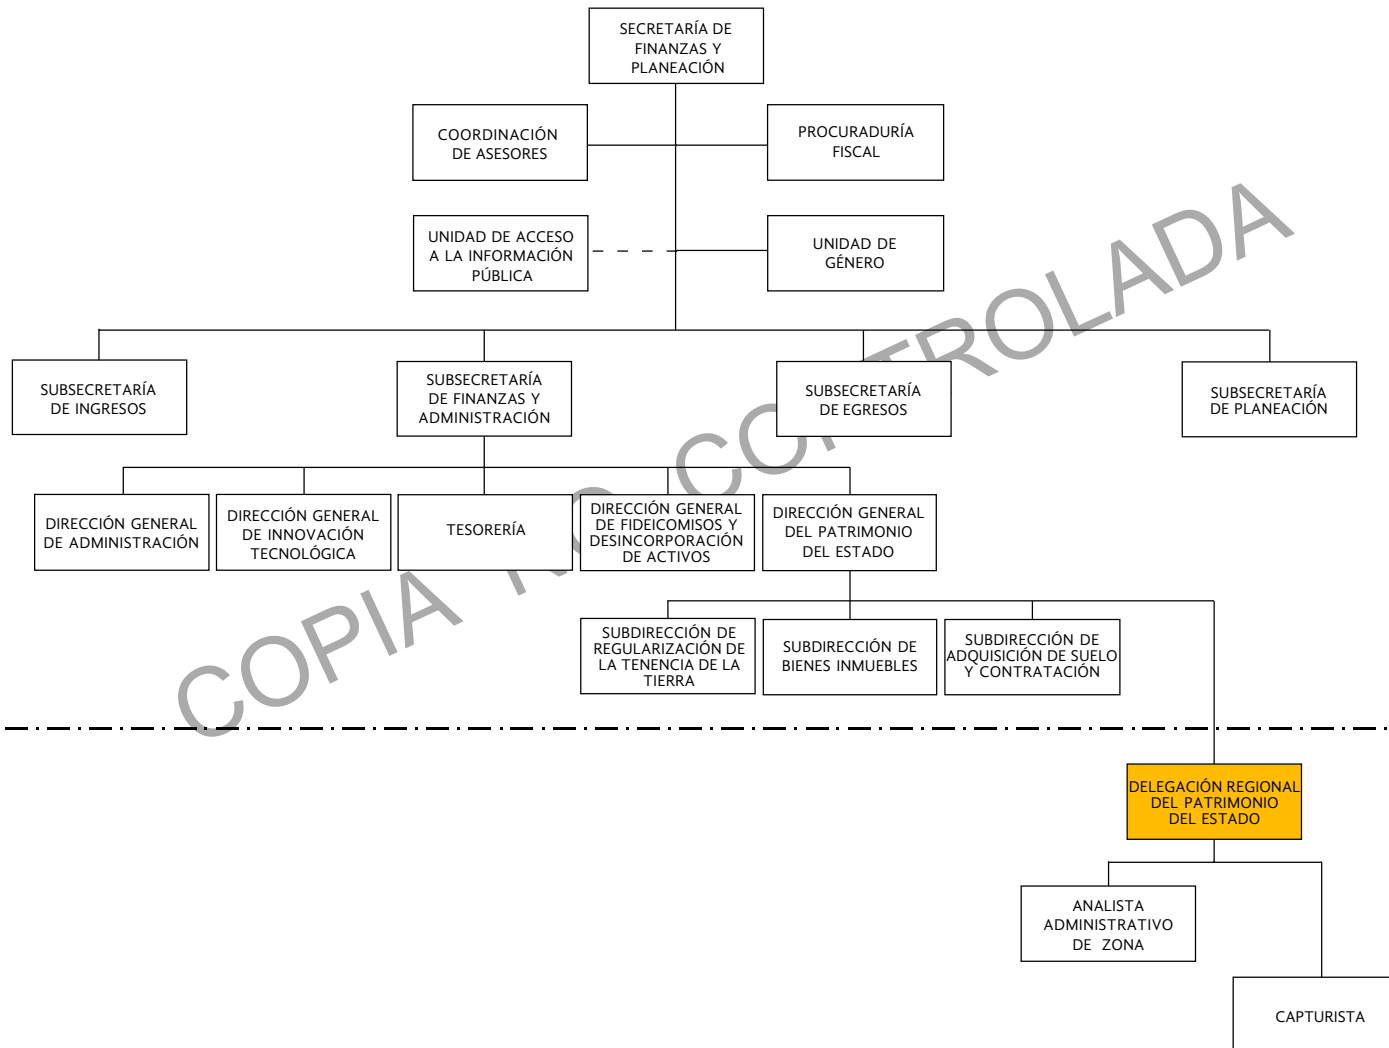 SECRETARÍA DE
FINANZAS Y
PLANEACIÓN
COORDINACIÓN
DE ASESORES
PROCURADURÍA
FISCAL
UNIDAD DE ACCESO
A LA INFORMACIÓN
PÚBLICA
UNIDAD DE
GÉNERO
SUBSECRETARÍA
DE INGRESOS
SUBSECRETARÍA
DE FINANZAS Y
ADMINISTRACIÓN
SUBSECRETARÍA
DE EGRESOS
SUBSECRETARÍA
DE PLANEACIÓN
DIRECCIÓN GENERAL
DE ADMINISTRACIÓN
DIRECCIÓN GENERAL
DE INNOVACIÓN
TECNOLÓGICA
TESORERÍA
DIRECCIÓN GENERAL
DE FIDEICOMISOS Y
DESINCORPORACIÓN
DE ACTIVOS
DIRECCIÓN GENERAL
DEL PATRIMONIO
DEL ESTADO
SUBDIRECCIÓN DE
REGULARIZACIÓN DE
LA TENENCIA DE LA
TIERRA
SUBDIRECCIÓN DE
BIENES INMUEBLES
SUBDIRECCIÓN DE
ADQUISICIÓN DE SUELO
Y CONTRATACIÓN
DELEGACIÓN REGIONAL
DEL PATRIMONIO
DEL ESTADO
ANALISTA
ADMINISTRATIVO
DE ZONA
CAPTURISTA
COPIA NO CONTROLADA